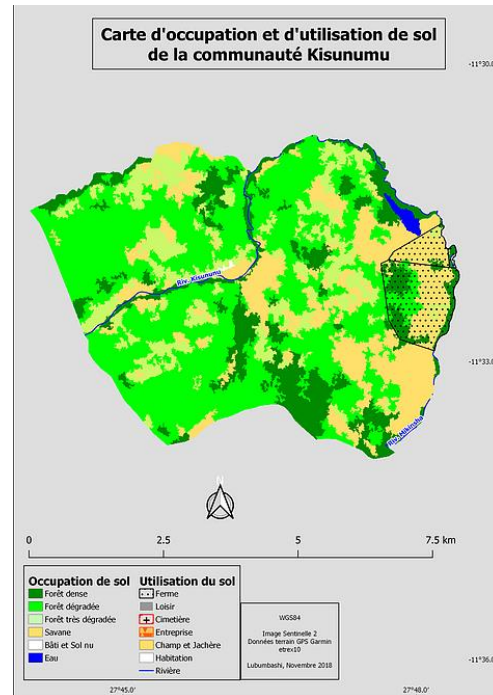 Carte d'occupation et d'utilisation de sol
de la communauté Kisunumu
-11°30.0
Riv. Kisunumu
-11°33.0
Riv. Mikinshu
N
0 2.5 5 7.5 km
Occupation de sol
Forêt dense
Forêt dégradée
Forêt très dégradée
Savane
Bâti et Sol nu
Eau
Utilisation du sol
Ferme
Loisir
Cimetière
Entreprise
Champ et Jachère
Habitation
Rivière
WGS84
Image Sentinelle 2
Données terrain GPS Garmin
etrex10
Lubumbashi, Novembre 2018
-11°36.0
27°45.0'
27°48.0'